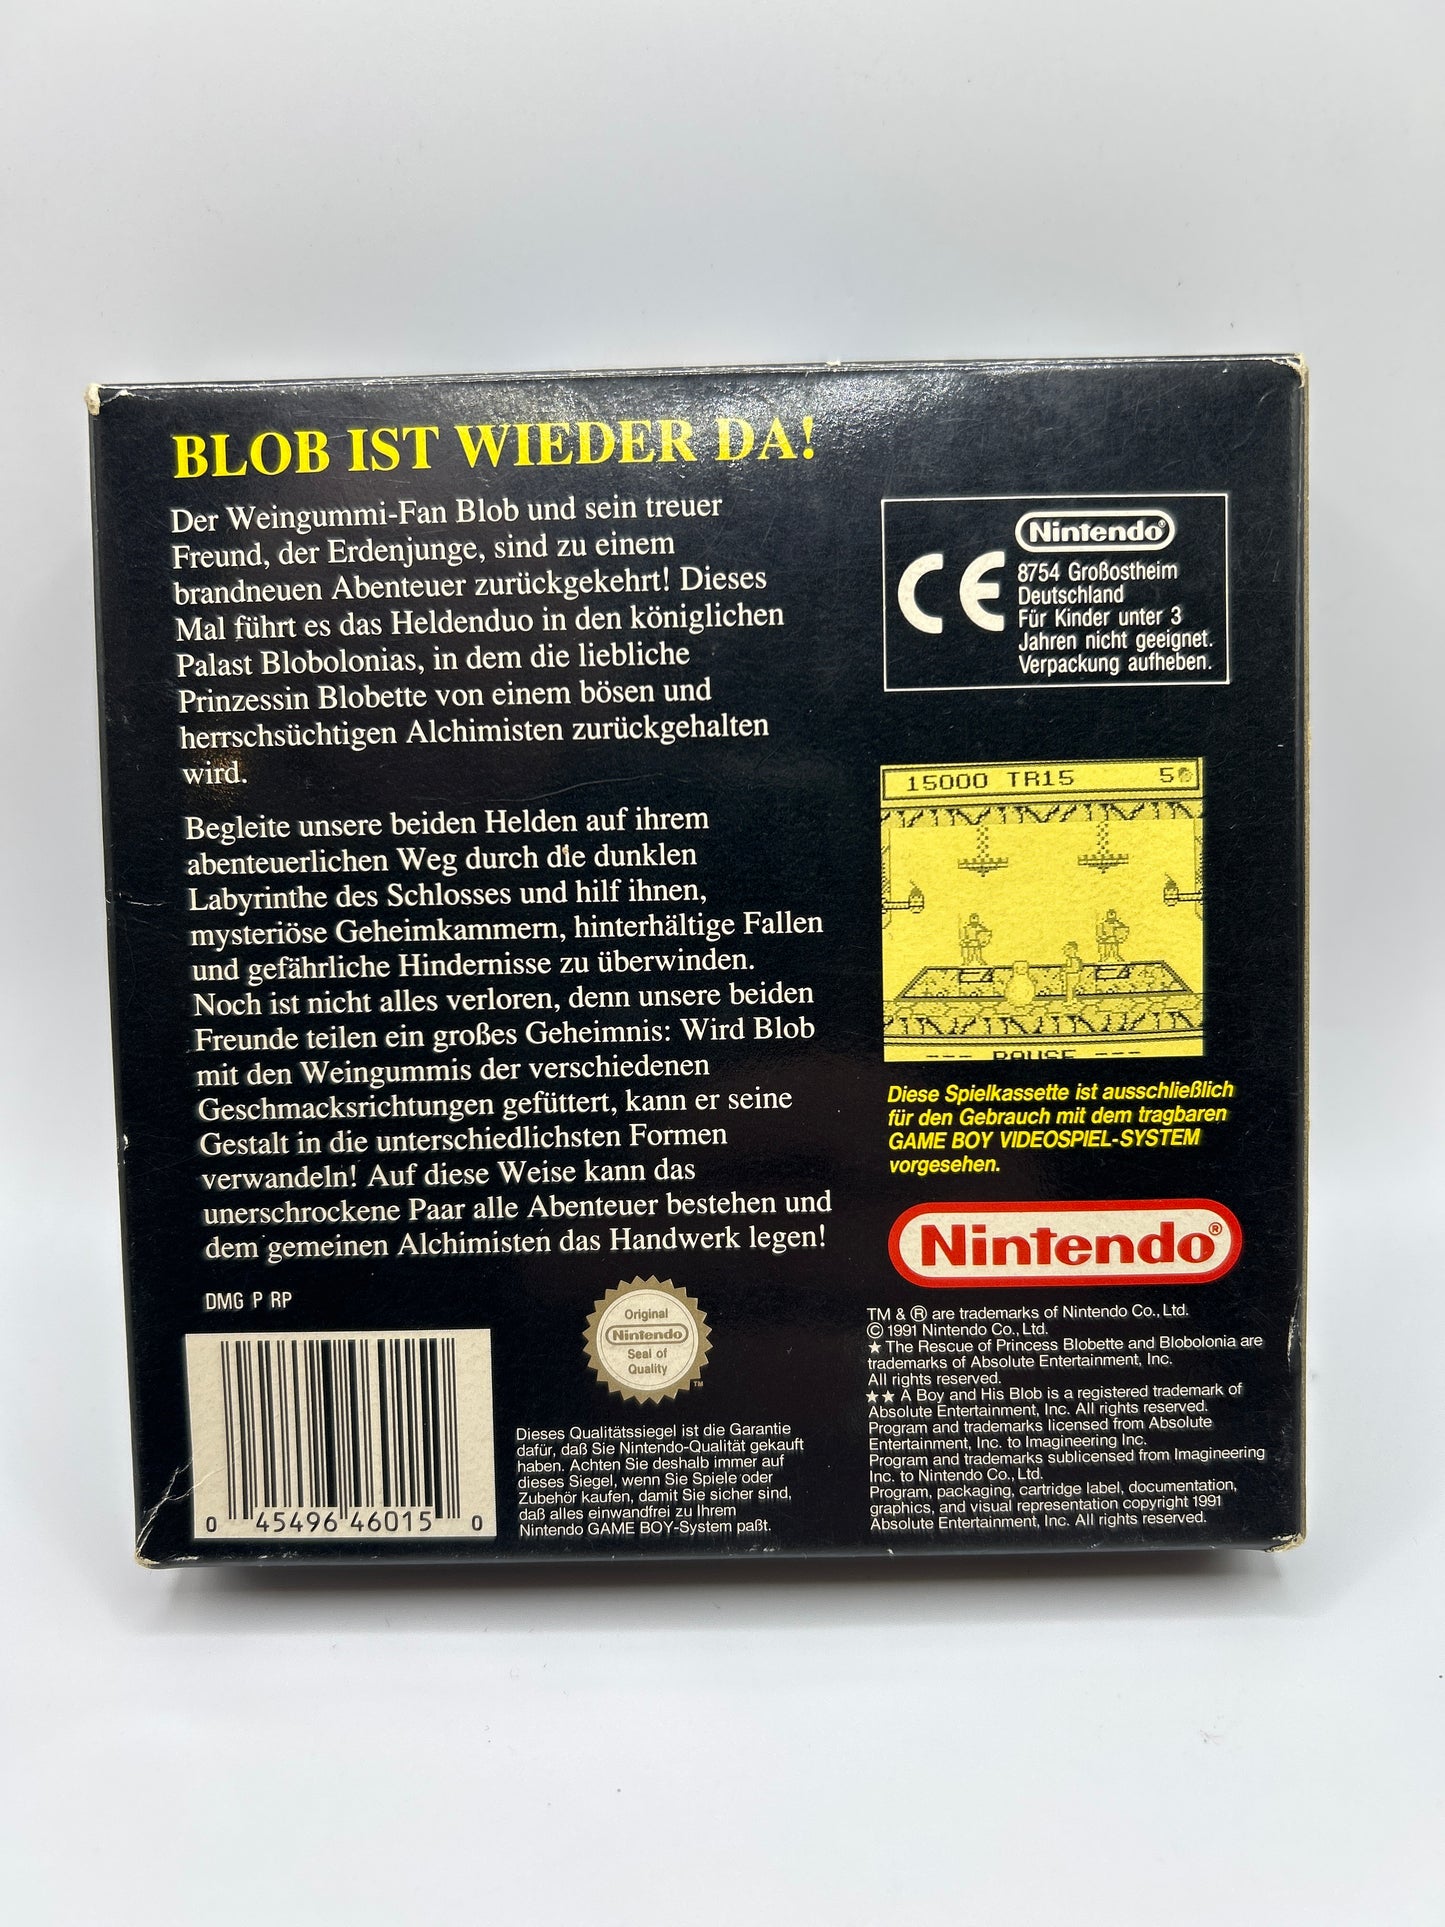 BLOB IST WIEDER DA!
Der Weingummi-Fan Blob und sein treuer
Freund, der Erdenjunge, sind zu einem
brandneuen Abenteuer zurückgekehrt! Dieses
Mal führt es das Heldenduo in den königlichen
Palast Blobolonias, in dem die liebliche
Prinzessin Blobette von einem bösen und
herrschsüchtigen Alchimisten zurückgehalten
wird.
Begleite unsere beiden Helden auf ihrem
abenteuerlichen Weg durch die dunklen
Labyrinthe des Schlosses und hilf ihnen,
mysteriöse Geheimkammern, hinterhältige Fallen
und gefährliche Hindernisse zu überwinden.
Noch ist nicht alles verloren, denn unsere beiden
Freunde teilen ein großes Geheimnis: Wird Blob
mit den Weingummis der verschiedenen
Geschmacksrichtungen gefüttert, kann er seine
Gestalt in die unterschiedlichsten Formen
verwandeln! Auf diese Weise kann das
unerschrockene Paar alle Abenteuer bestehen und
dem gemeinen Alchimisten das Handwerk legen!
DMG P RP
0 45496 46015 0
Original
Nintendo
Seal of
Quality
TM
Dieses Qualitätssiegel ist die Garantie
dafür, daß Sie Nintendo-Qualität gekauft
haben. Achten Sie deshalb immer auf
dieses Siegel, wenn Sie Spiele oder
Zubehör kaufen, damit Sie sicher sind,
daß alles einwandfrei zu Ihrem
Nintendo GAME BOY-System paßt.
CE
Nintendo®
8754 Großostheim
Deutschland
Für Kinder unter 3
Jahren nicht geeignet.
Verpackung aufheben.
15000 TR15 5
--- PAUSE ---
Diese Spielkassette ist ausschließlich
für den Gebrauch mit dem tragbaren
GAME BOY VIDEOSPIEL-SYSTEM
vorgesehen.
Nintendo®
TM & ® are trademarks of Nintendo Co., Ltd.
© 1991 Nintendo Co., Ltd.
★ The Rescue of Princess Blobette and Blobolonia are
trademarks of Absolute Entertainment, Inc.
All rights reserved.
★★ A Boy and His Blob is a registered trademark of
Absolute Entertainment, Inc. All rights reserved.
Program and trademarks licensed from Absolute
Entertainment, Inc. to Imagineering Inc.
Program and trademarks sublicensed from Imagineering
Inc. to Nintendo Co., Ltd.
Program, packaging, cartridge label, documentation,
graphics, and visual representation copyright 1991
Absolute Entertainment, Inc. All rights reserved.